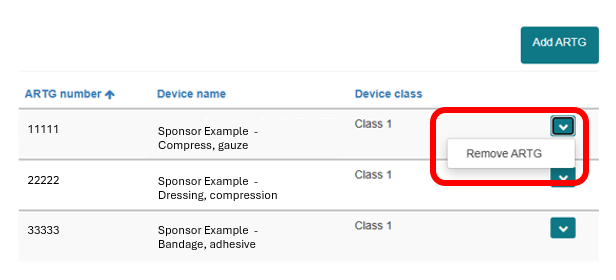 Add ARTG
ARTG number Device name Device class
11111 Sponsor Example - Class 1
Compress, gauze
Remove ARTG
22222 Sponsor Example - Class 1
Dressing, compression
33333 Sponsor Example - Class 1
Bandage, adhesive